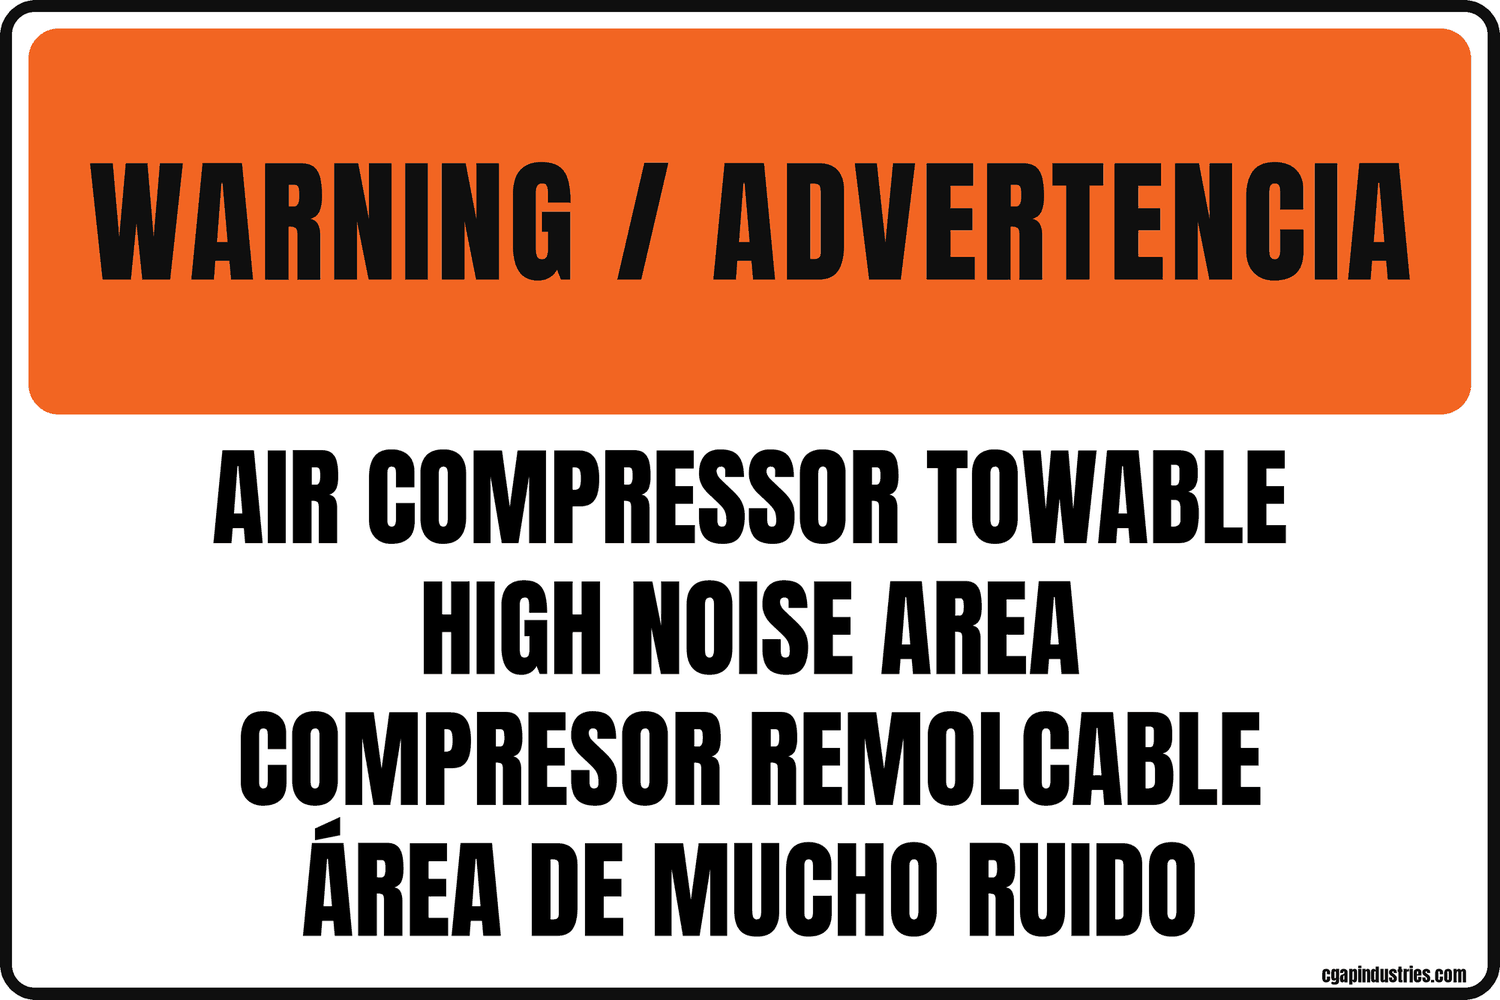 WARNING / ADVERTENCIA
AIR COMPRESSOR TOWABLE
HIGH NOISE AREA
COMPRESOR REMOLCABLE
ÁREA DE MUCHO RUIDO
cgapindustries.com